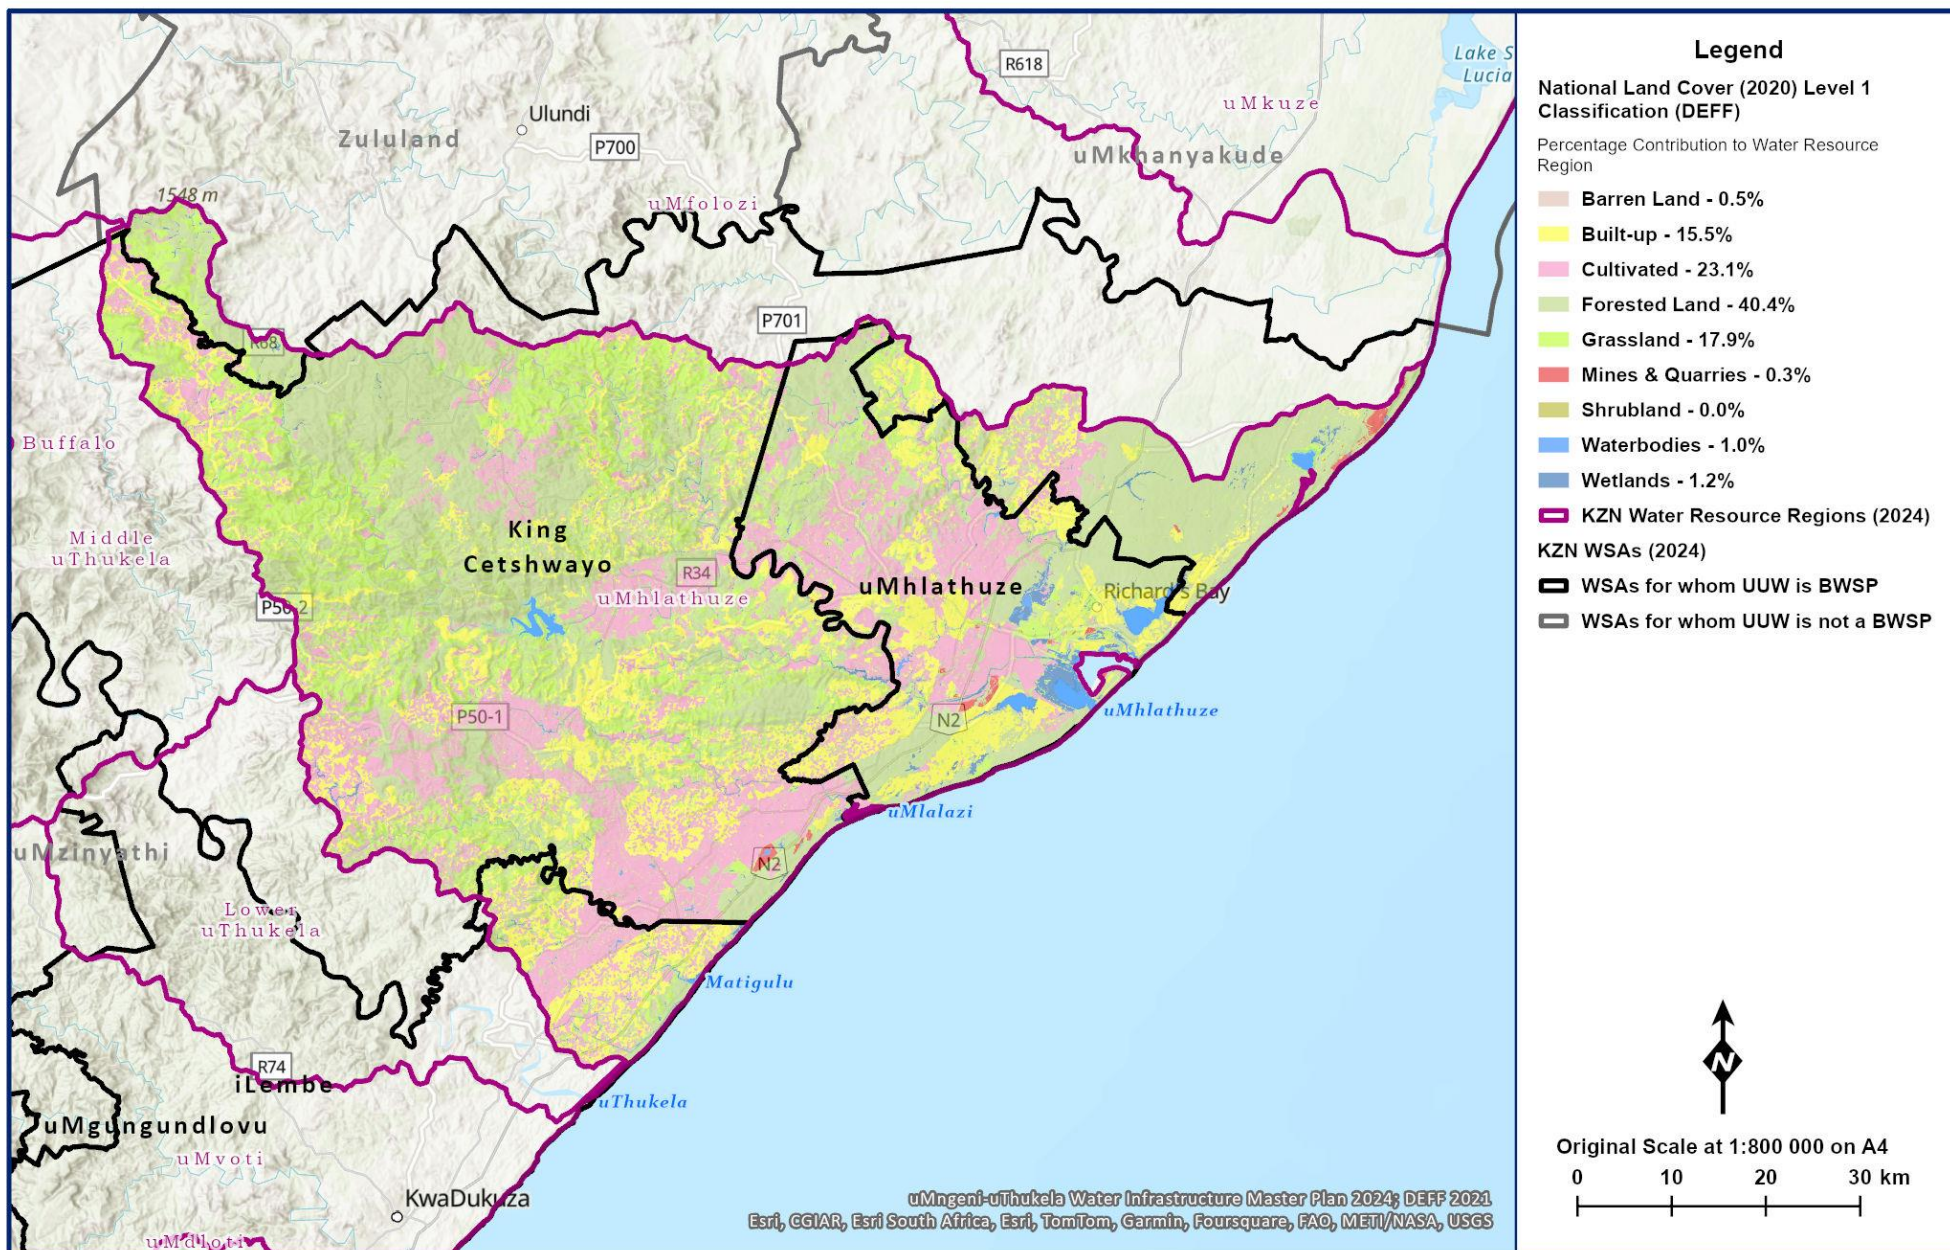 Lake S
Lucia
R618
uMkuze
Ulundi
Zululand
P700
uMkhanyakude
1548 m
uMfolozi
P701
R68
Buffalo
King
Cetshwayo
Middle
uThukela
R34
uMhlathuze
uMhlathuze
Richard's Bay
P50-2
P50-1
N2
uMhlathuze
uMlalazi
uMzinyathi
N2
Lower
uThukela
Matigulu
R74
iLembe
uThukela
uMgungundlovu
uMvoti
KwaDukuza
uMdloti
uMngeni-uThukela Water Infrastructure Master Plan 2024; DEFF 2021
Esri, CGIAR, Esri South Africa, Esri, TomTom, Garmin, Foursquare, FAO, METI/NASA, USGS
Legend
National Land Cover (2020) Level 1
Classification (DEFF)
Percentage Contribution to Water Resource
Region
Barren Land - 0.5%
Built-up - 15.5%
Cultivated - 23.1%
Forested Land - 40.4%
Grassland - 17.9%
Mines & Quarries - 0.3%
Shrubland - 0.0%
Waterbodies - 1.0%
Wetlands - 1.2%
KZN Water Resource Regions (2024)
KZN WSAs (2024)
WSAs for whom UUW is BWSP
WSAs for whom UUW is not a BWSP
N
Original Scale at 1:800 000 on A4
0 10 20 30 km